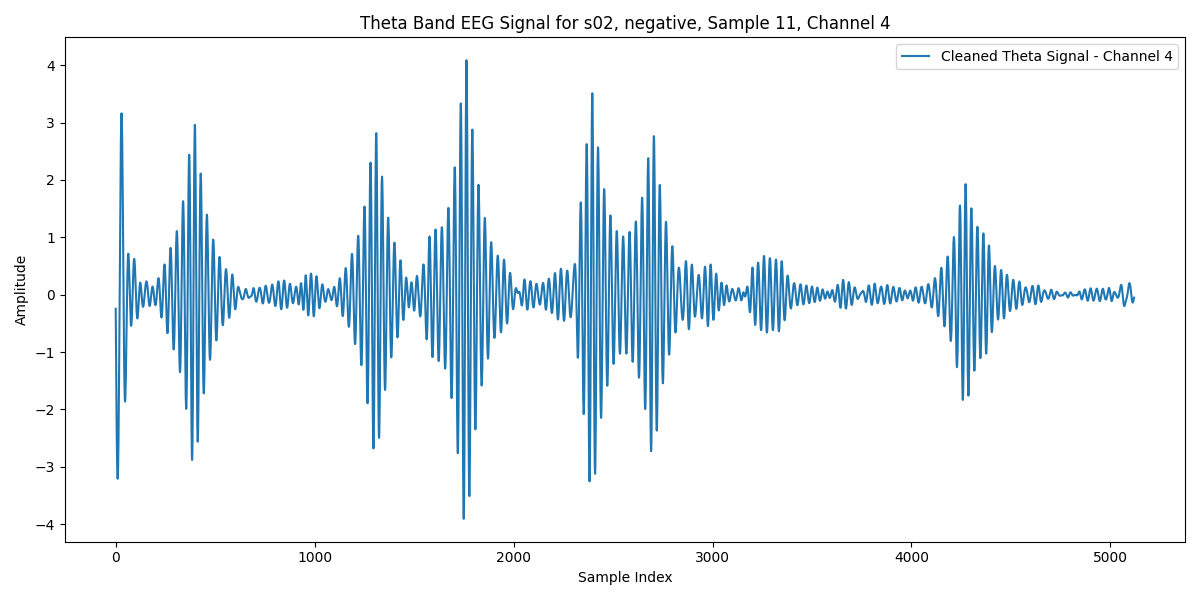 Theta Band EEG Signal for s02, negative, Sample 11, Channel 4
Cleaned Theta Signal - Channel 4
4
3
2
1
0
−1
−2
−3
−4
Amplitude
0 1000 2000 3000 4000 5000
Sample Index